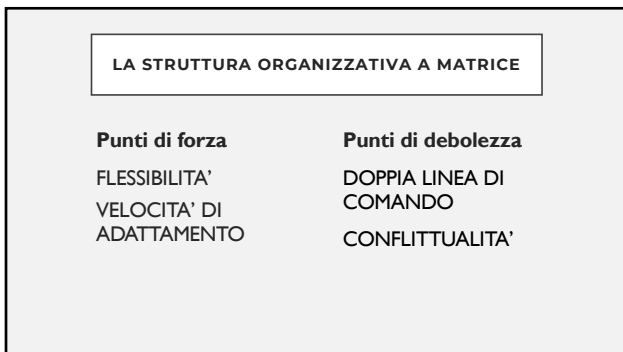 LA STRUTTURA ORGANIZZATIVA A MATRICE
Punti di forza
FLESSIBILITA’
VELOCITA’ DI
ADATTAMENTO
Punti di debolezza
DOPPIA LINEA DI
COMANDO
CONFLITTUALITA’